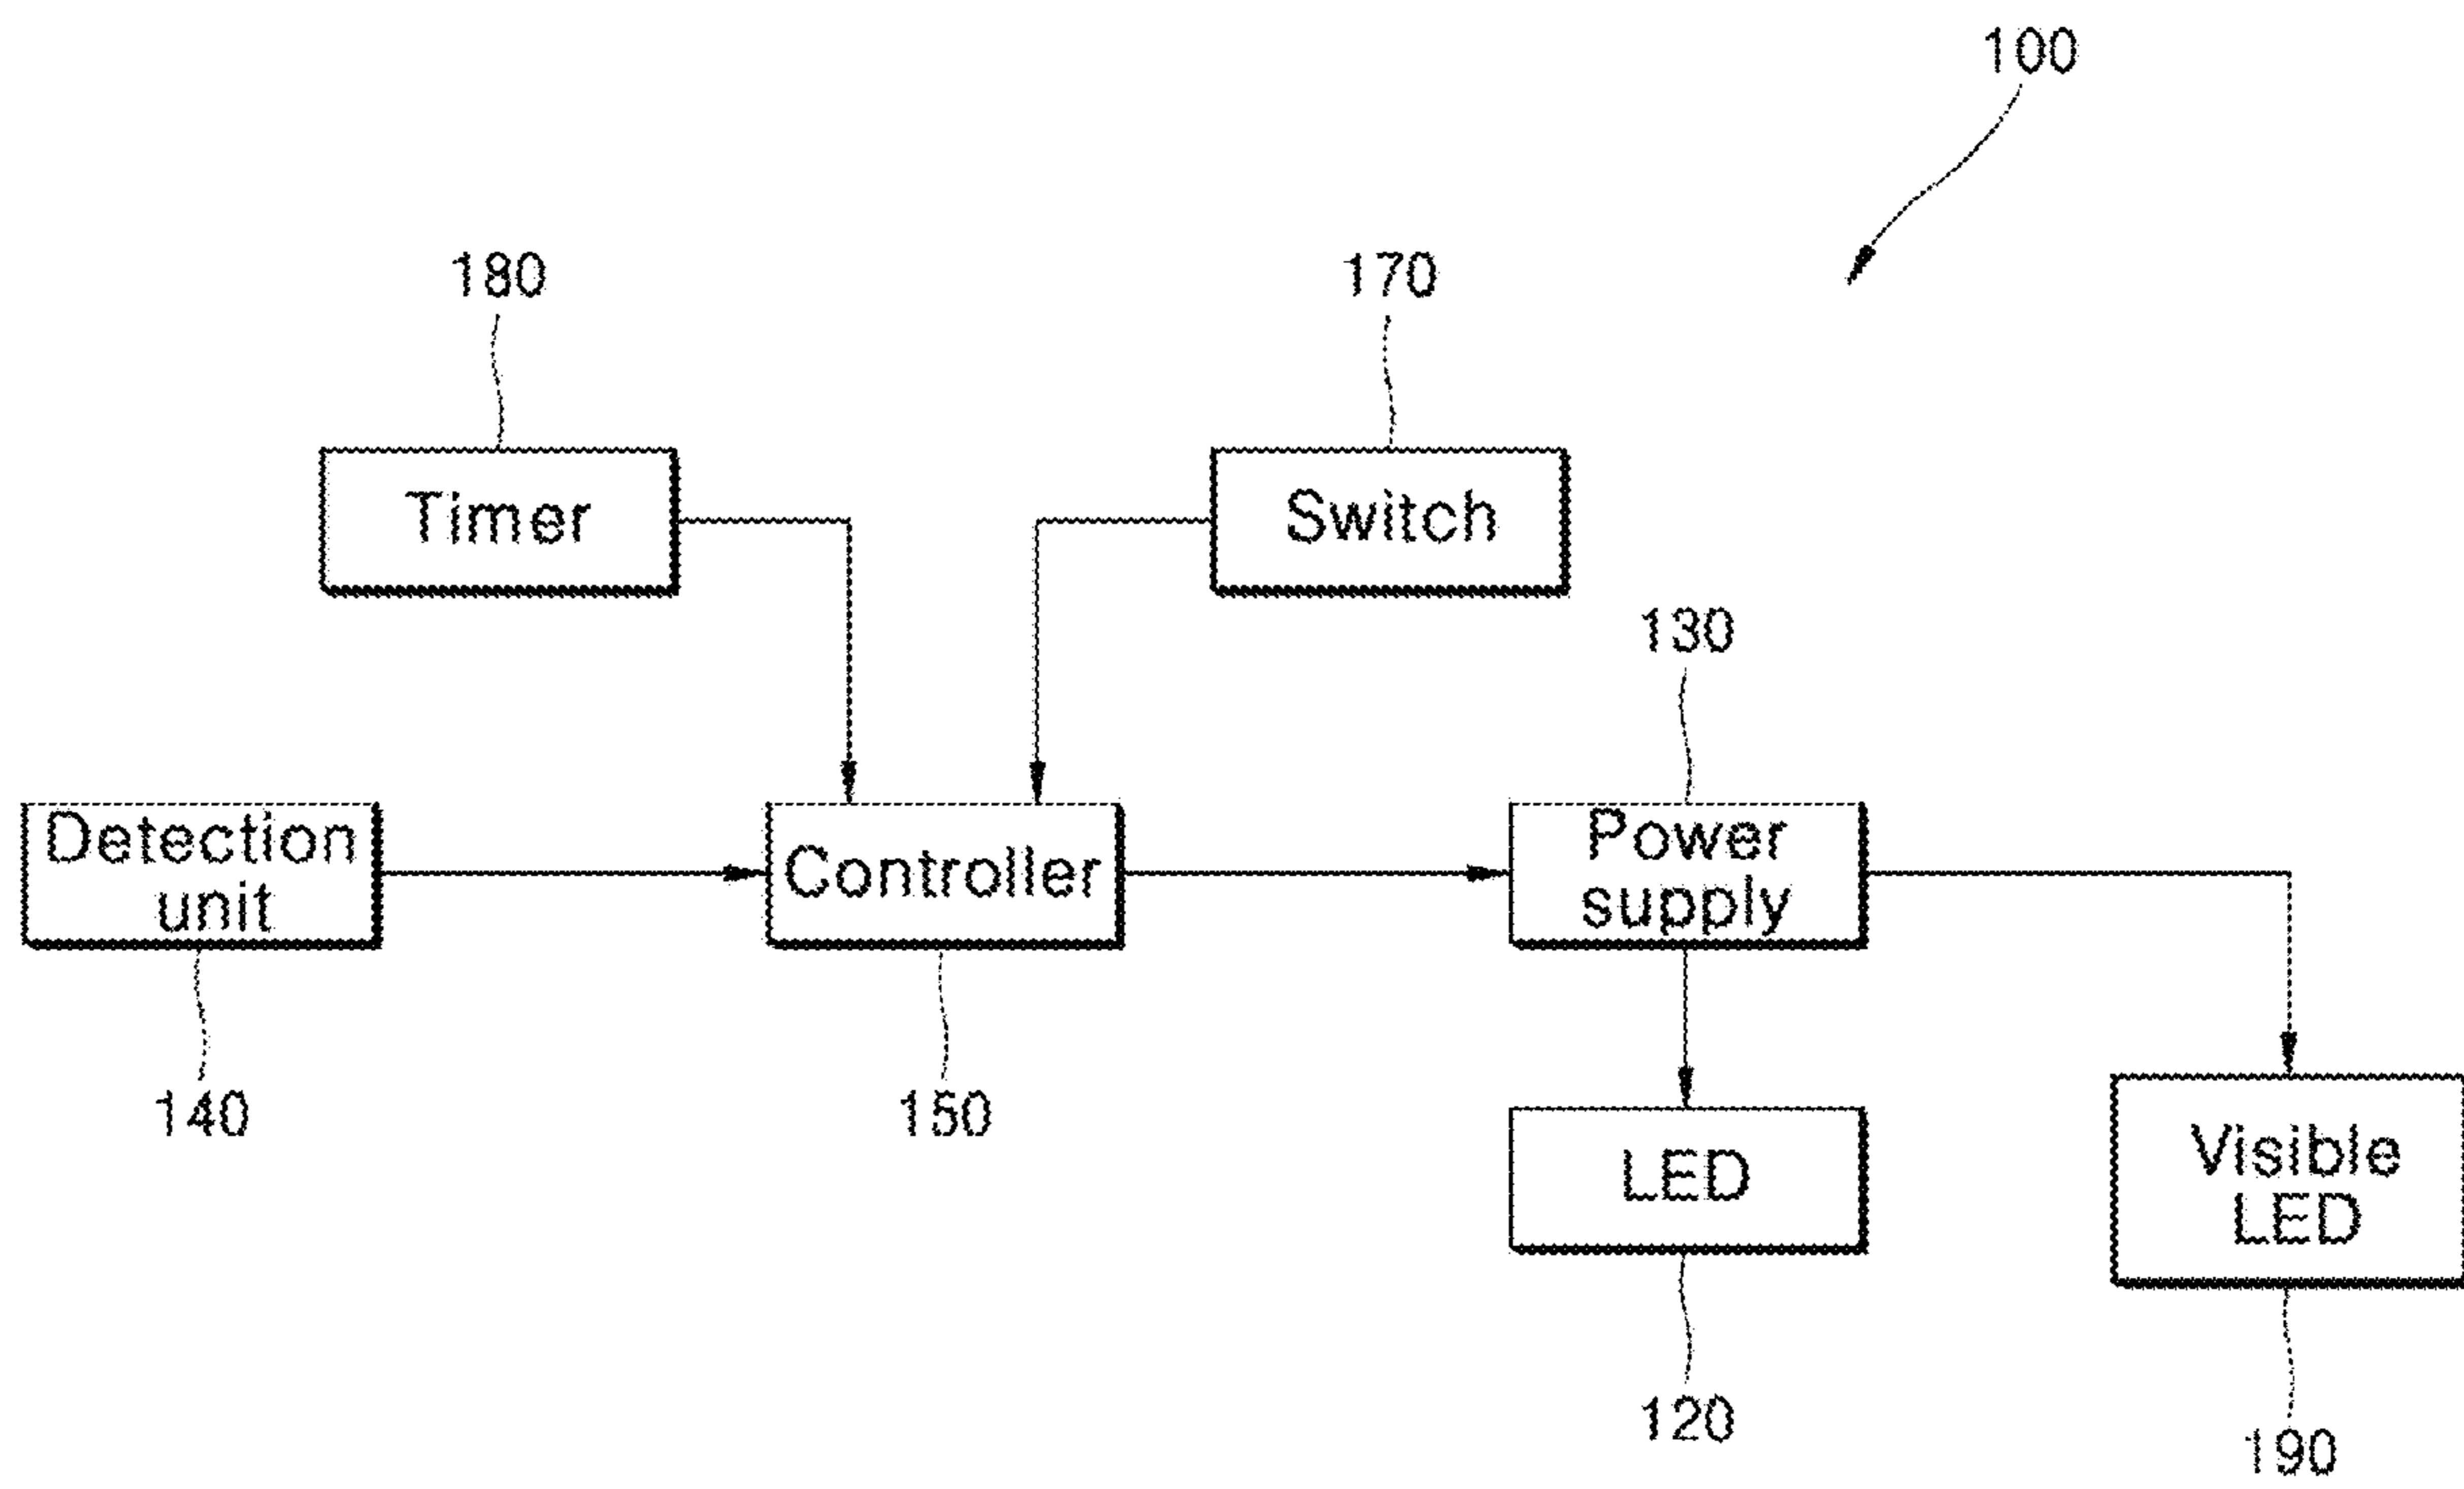 100
180
170
Timer
Switch
130
Detection
unit
Controller
Power
supply
140
150
LED
Visible
LED
120
190